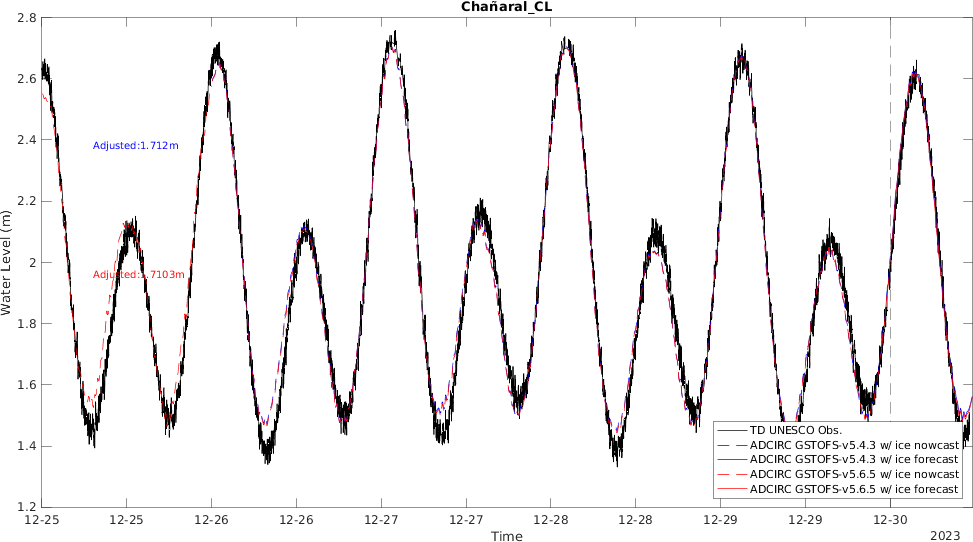 Chañaral_CL
2.8
2.6
2.4
2.2
2
1.8
1.6
1.4
1.2
Water Level (m)
Adjusted:1.712m
Adjusted:1.7103m
TD UNESCO Obs.
ADCIRC GSTOFS-v5.4.3 w/ ice nowcast
ADCIRC GSTOFS-v5.4.3 w/ ice forecast
ADCIRC GSTOFS-v5.6.5 w/ ice nowcast
ADCIRC GSTOFS-v5.6.5 w/ ice forecast
12-25 12-25 12-26 12-26 12-27 12-27 12-28 12-28 12-29 12-29 12-30
Time
2023